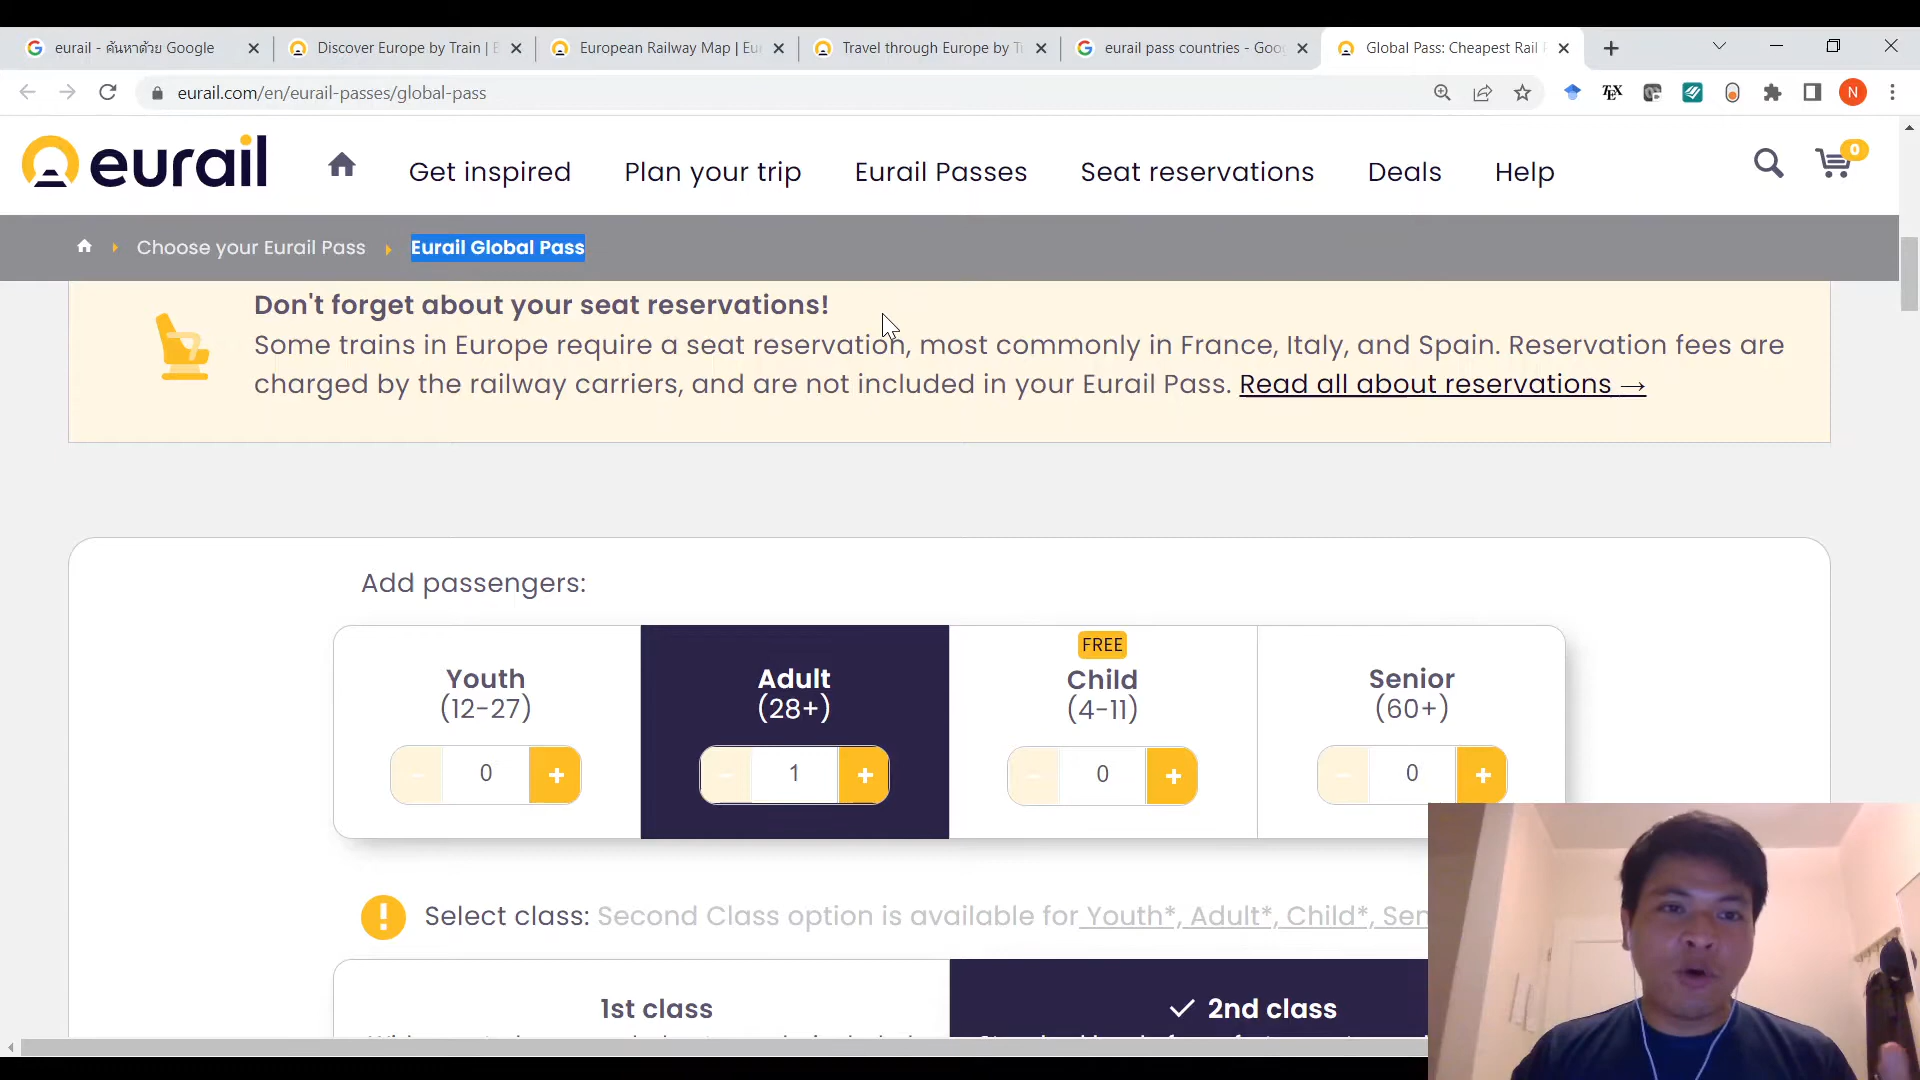 eurail - ค้นหาด้วย Google
Discover Europe by Train |
European Railway Map | Eu
Travel through Europe by T
eurail pass countries - Goo
Global Pass: Cheapest Rail
eurail.com/en/eurail-passes/global-pass
TEX
N
eurail
Get inspired
Plan your trip
Eurail Passes
Seat reservations
Deals
Help
0
Choose your Eurail Pass
Eurail Global Pass
Don't forget about your seat reservations!
Some trains in Europe require a seat reservation, most commonly in France, Italy, and Spain. Reservation fees are
charged by the railway carriers, and are not included in your Eurail Pass. Read all about reservations →
Add passengers:
FREE
Youth
(12-27)
Adult
(28+)
Child
(4-11)
Senior
(60+)
0
1
0
0
Select class: Second Class option is available for Youth*, Adult*, Child*, Sen
1st class
2nd class